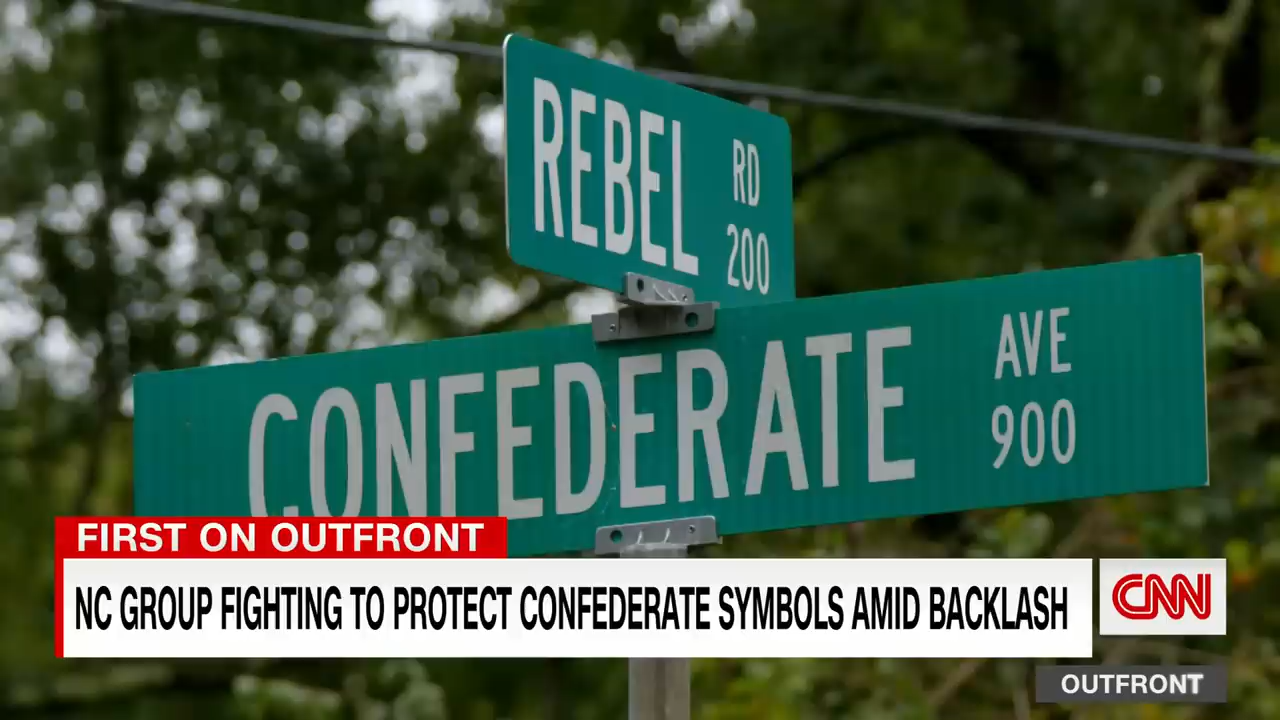 REBEL RD
200
CONFEDERATE AVE
900
FIRST ON OUTFRONT
NC GROUP FIGHTING TO PROTECT CONFEDERATE SYMBOLS AMID BACKLASH
CNN
OUTFRONT